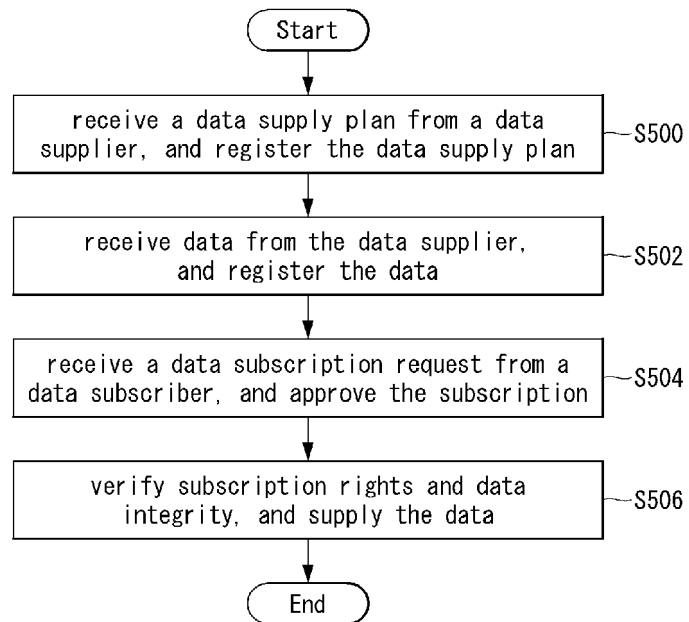 Start
receive a data supply plan from a data
supplier, and register the data supply plan
S500
receive data from the data supplier,
and register the data
S502
receive a data subscription request from a
data subscriber, and approve the subscription
S504
verify subscription rights and data
integrity, and supply the data
S506
End